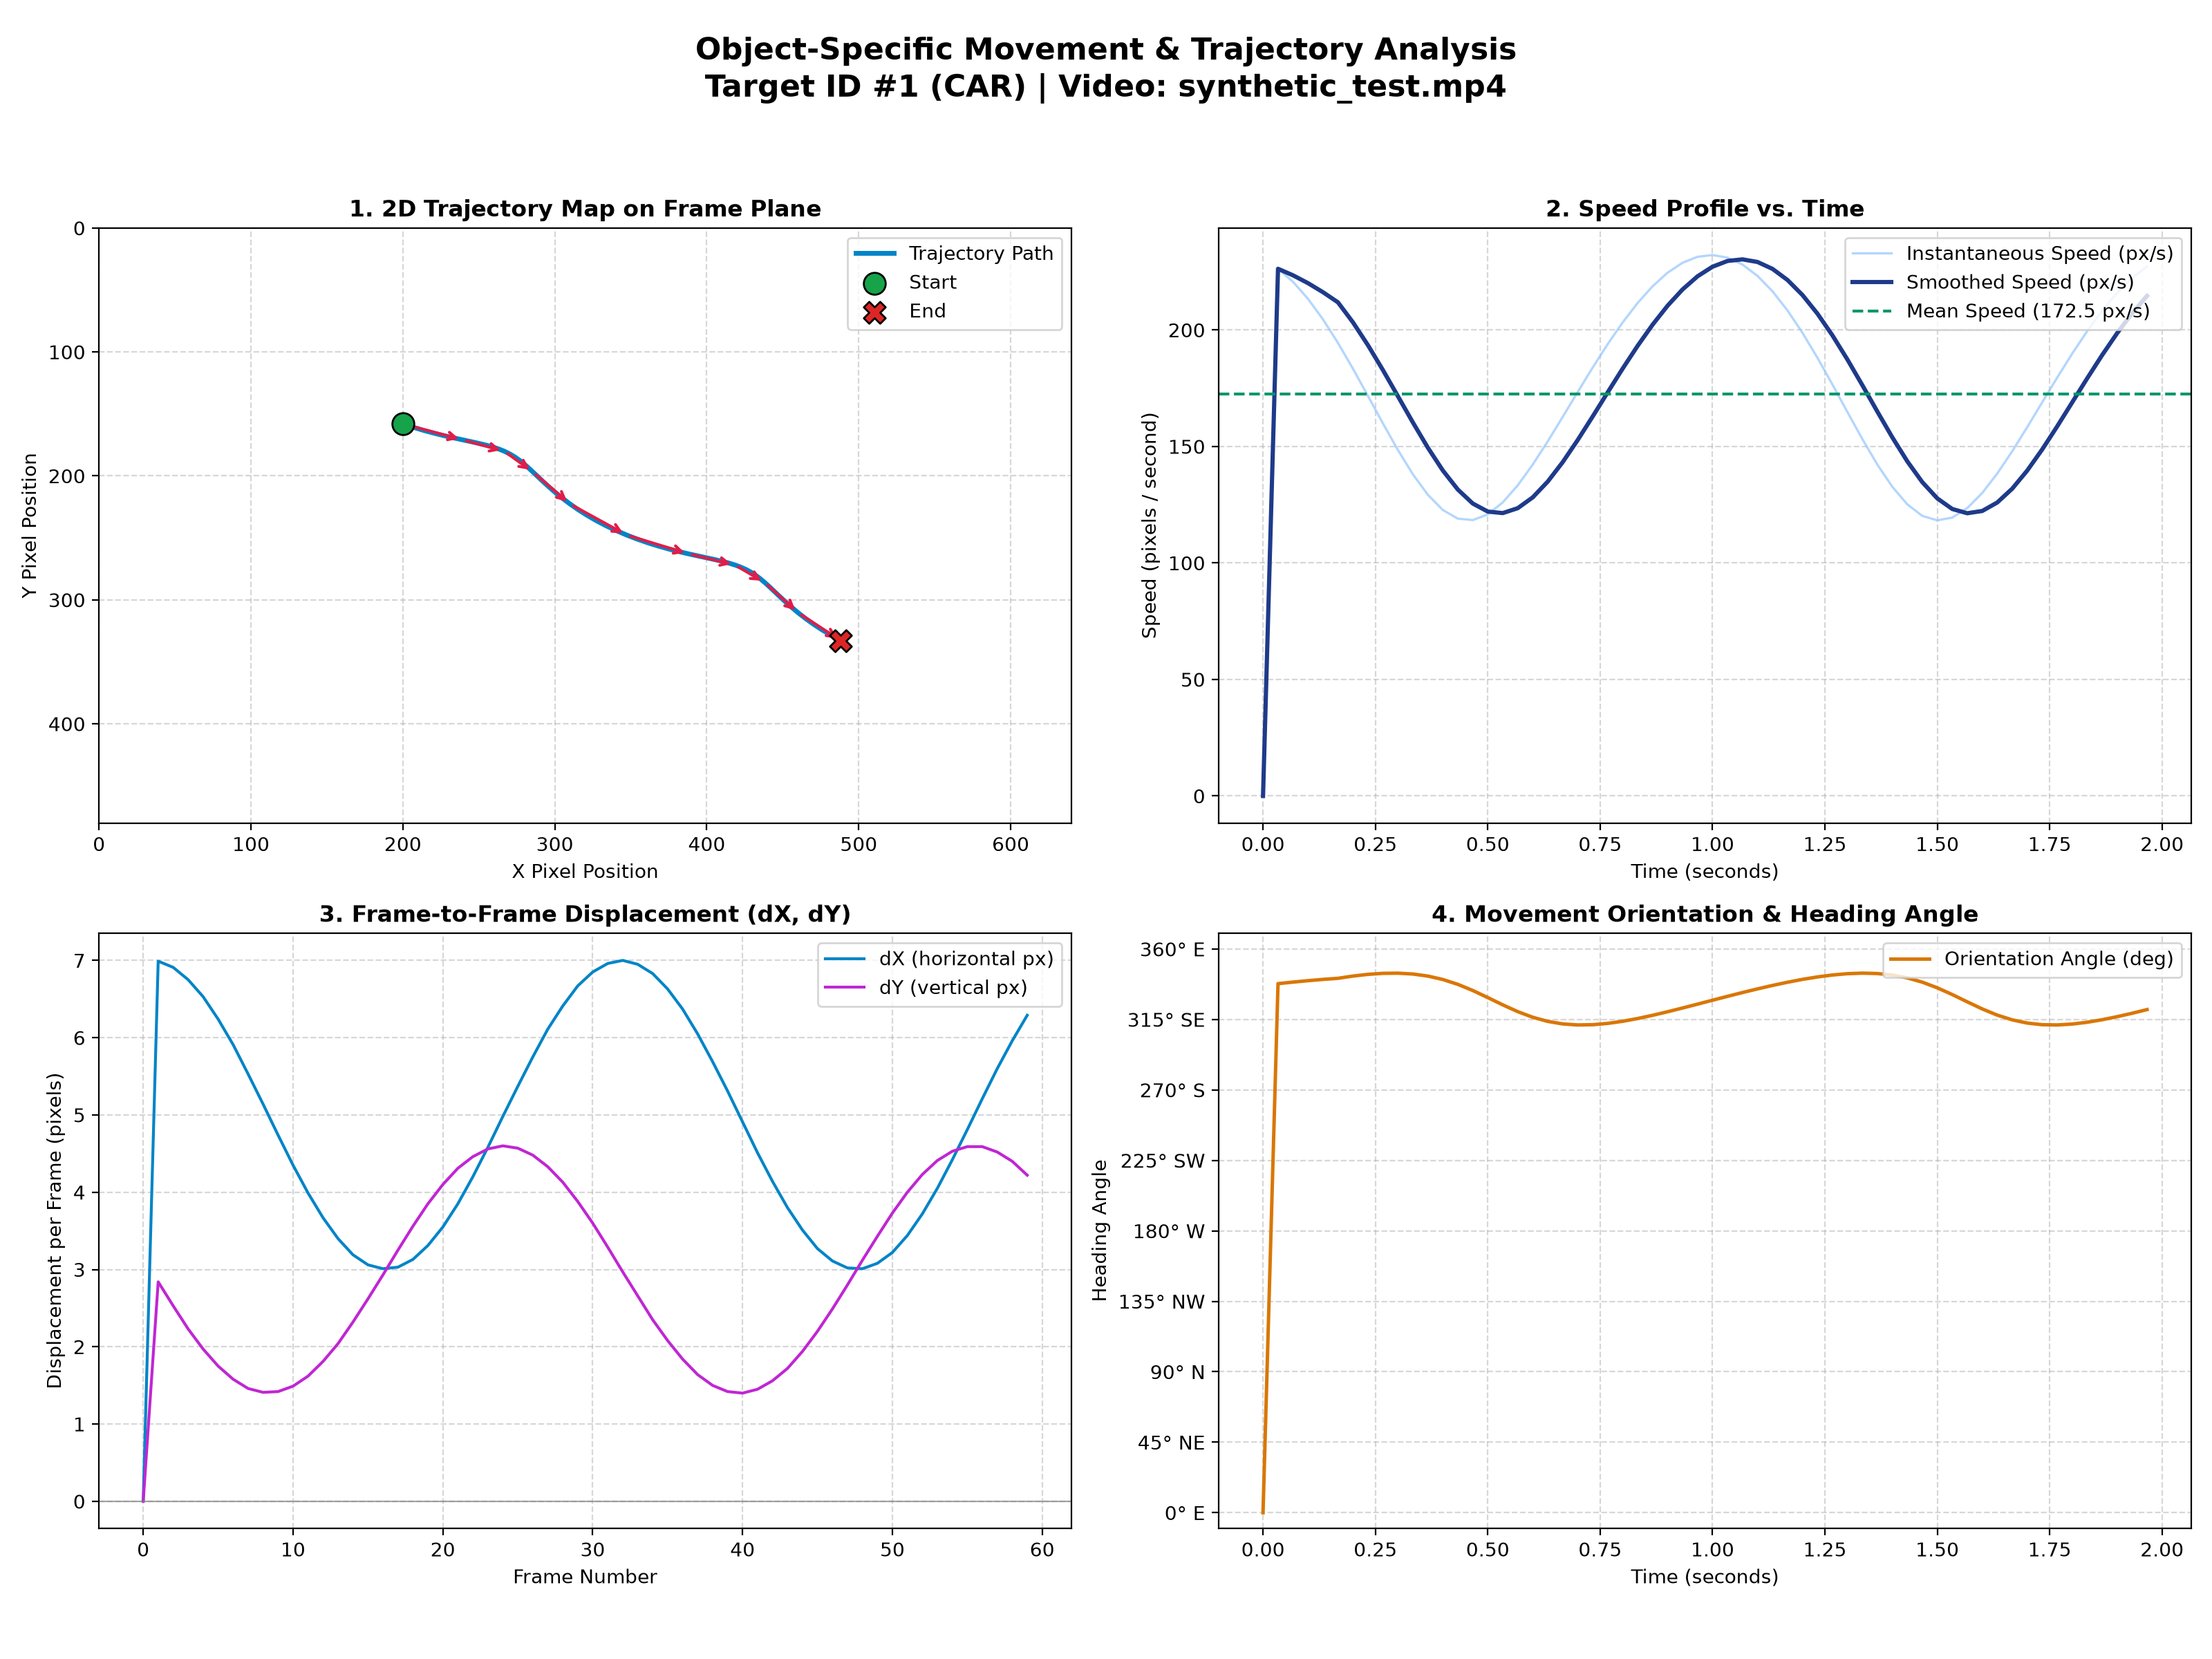 Object-Specific Movement & Trajectory Analysis
Target ID #1 (CAR) | Video: synthetic_test.mp4
1. 2D Trajectory Map on Frame Plane
Trajectory Path
Start
End
0
100
200
300
400
Y Pixel Position
0
100
200
300
400
500
600
X Pixel Position
2. Speed Profile vs. Time
Instantaneous Speed (px/s)
Smoothed Speed (px/s)
Mean Speed (172.5 px/s)
200
150
100
50
0
Speed (pixels / second)
0.00
0.25
0.50
0.75
1.00
1.25
1.50
1.75
2.00
Time (seconds)
3. Frame-to-Frame Displacement (dX, dY)
dX (horizontal px)
dY (vertical px)
7
6
5
4
3
2
1
0
Displacement per Frame (pixels)
0
10
20
30
40
50
60
Frame Number
4. Movement Orientation & Heading Angle
Orientation Angle (deg)
360° E
315° SE
270° S
225° SW
180° W
135° NW
90° N
45° NE
0° E
Heading Angle
0.00
0.25
0.50
0.75
1.00
1.25
1.50
1.75
2.00
Time (seconds)